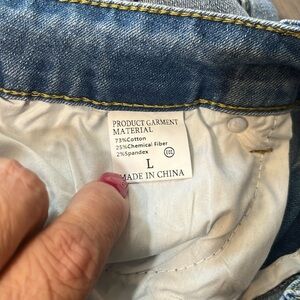 PRODUCT GARMENT
MATERIAL
73%Cotton
25%Chemical Fiber
2%Spandex
L
MADE IN CHINA